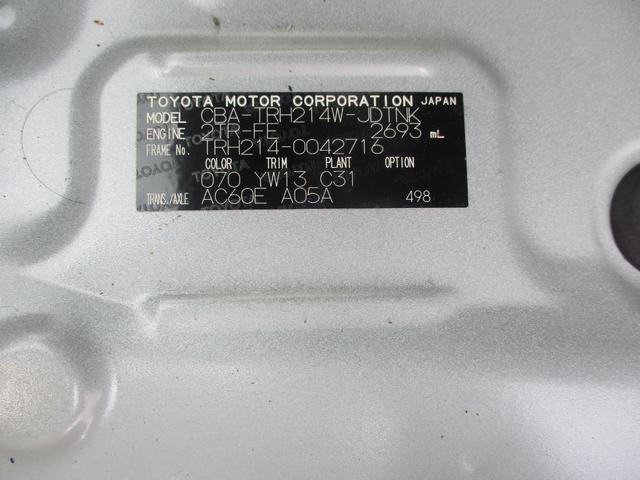 TOYOTA MOTOR CORPORATION JAPAN
MODEL CBA-TRH214W-JDTNK
ENGINE 2TR-FE 2693 mL
FRAME No. TRH214-0042716
COLOR TRIM PLANT OPTION
070 YW13 C31
TRANS./AXLE AC60E A05A 498